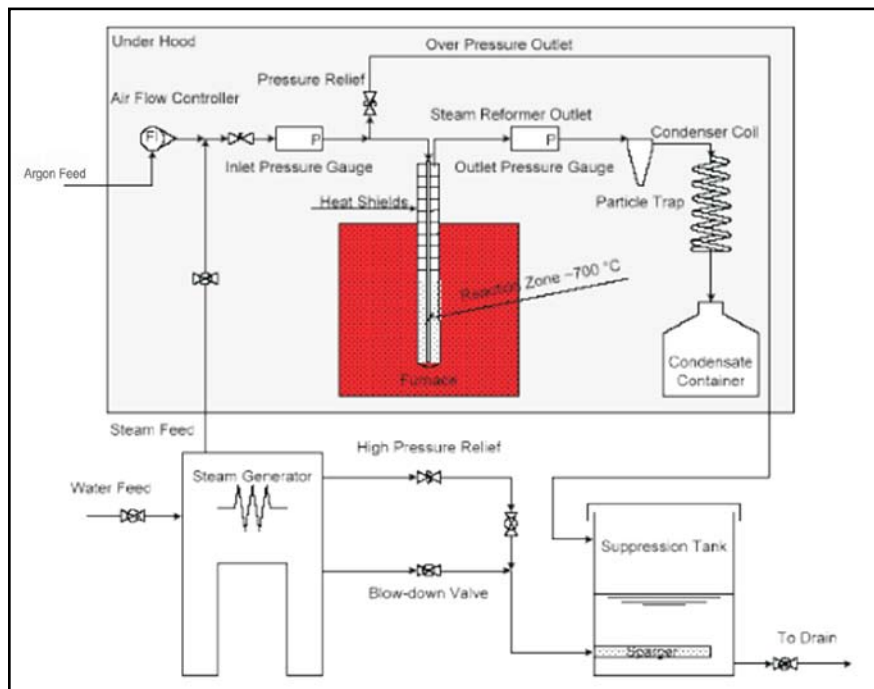 Under Hood
Over Pressure Outlet
Pressure Relief
Air Flow Controller
Steam Reformer Outlet
FI
P
P
Condenser Coil
Inlet Pressure Gauge
Outlet Pressure Gauge
Argon Feed
Particle Trap
Heat Shields
Reaction Zone ~700 °C
Furnace
Condensate
Container
Steam Feed
High Pressure Relief
Steam Generator
Water Feed
Suppression Tank
Blow-down Valve
To Drain
Sparger